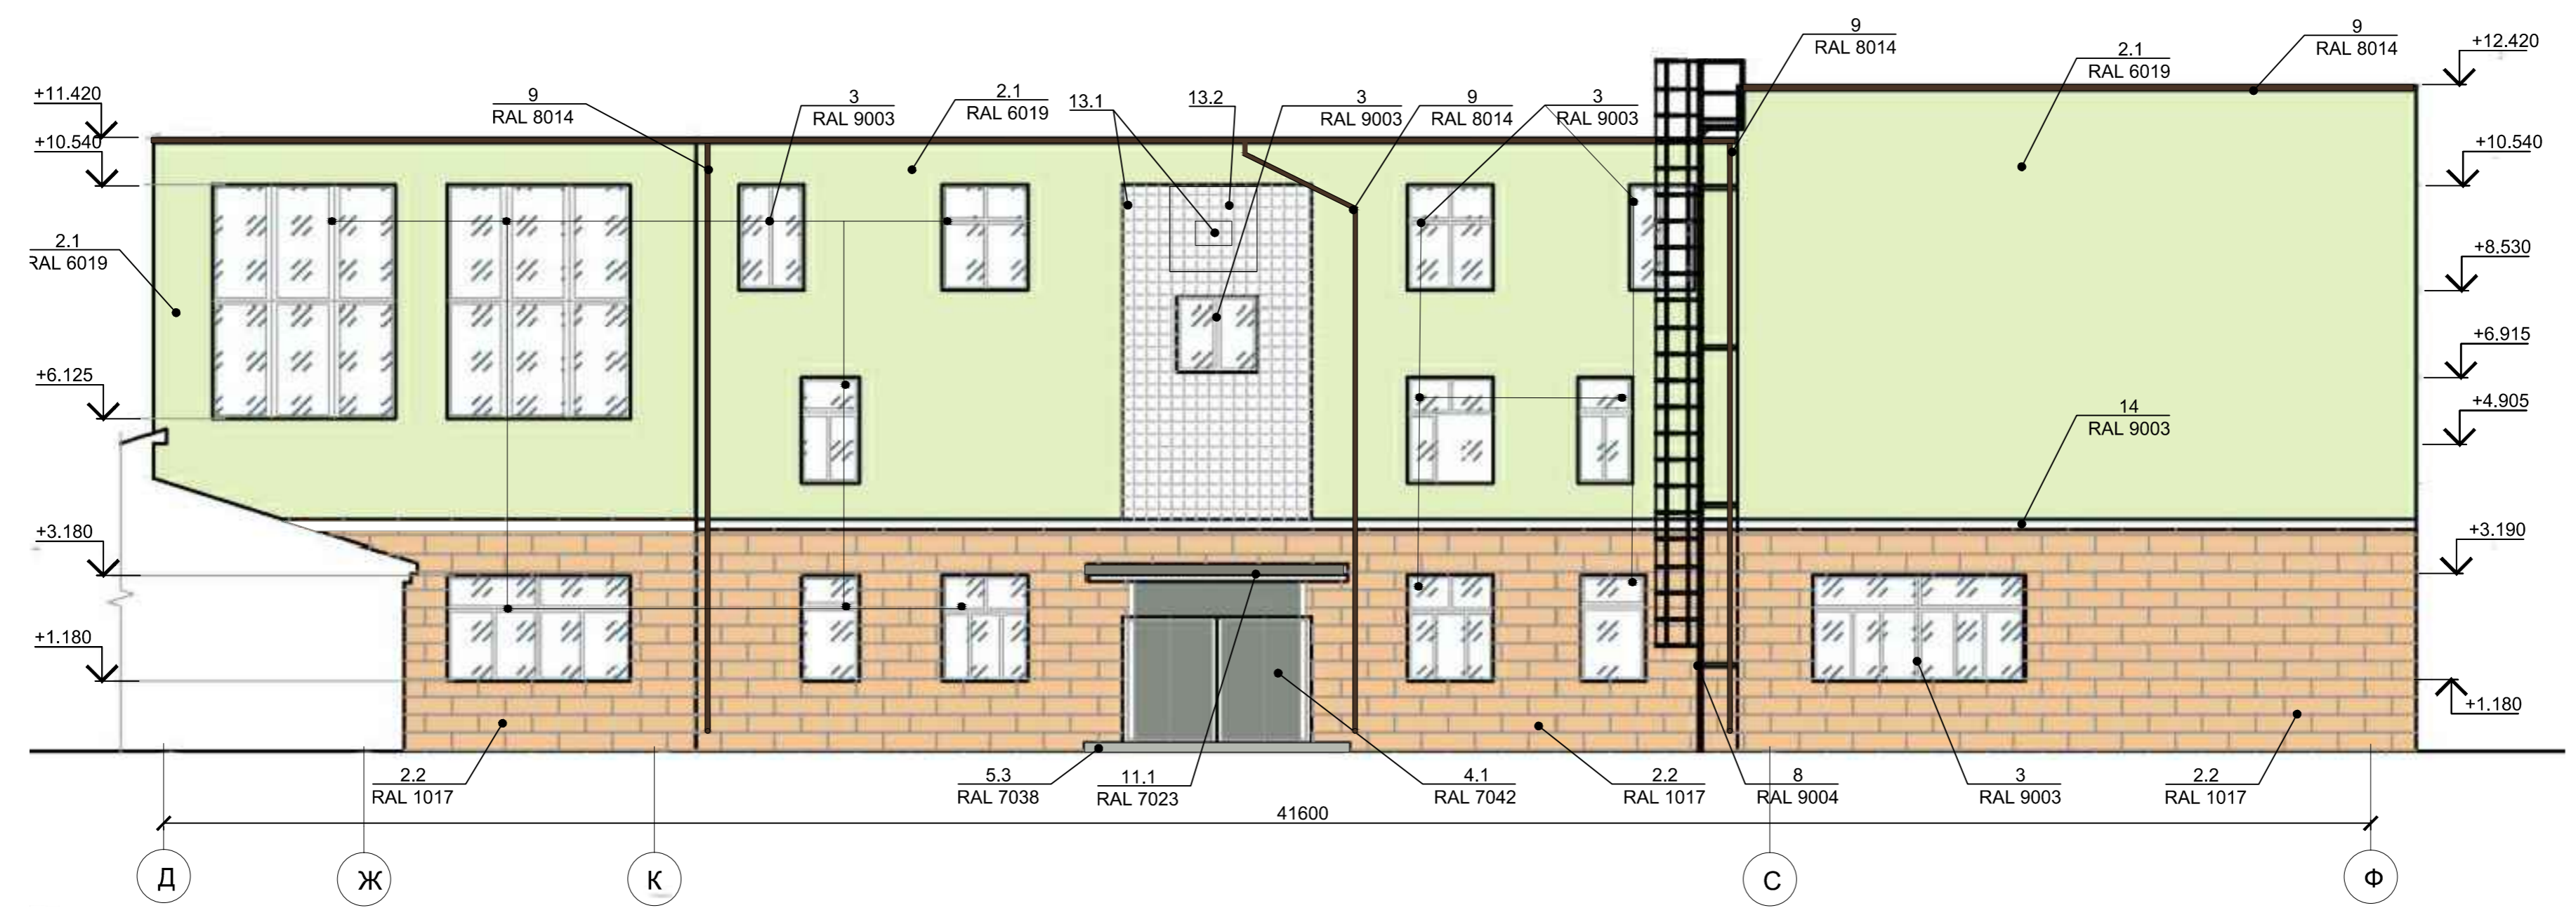 9
RAL 8014
9
RAL 8014
+12.420
2.1
RAL 6019
+11.420
9
RAL 8014
3
RAL 9003
2.1
RAL 6019
13.1
13.2
3
RAL 9003
9
RAL 8014
3
RAL 9003
+10.540
+10.540
2.1
RAL 6019
+8.530
+6.915
+6.125
+4.905
14
RAL 9003
+3.180
+3.190
+1.180
+1.180
2.2
RAL 1017
5.3
RAL 7038
11.1
RAL 7023
4.1
RAL 7042
2.2
RAL 1017
8
RAL 9004
3
RAL 9003
2.2
RAL 1017
41600
Д
Ж
К
С
Ф